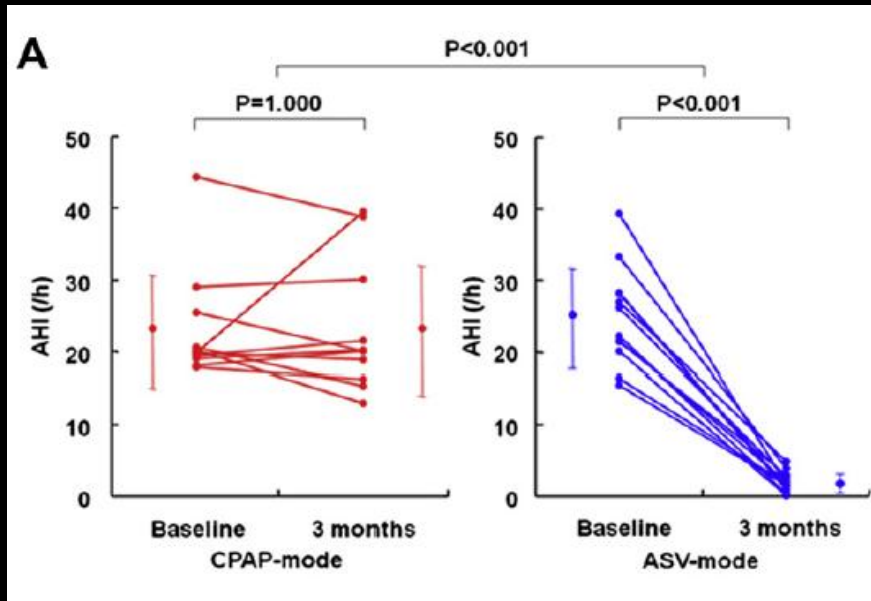 A
P<0.001
P=1.000
P<0.001
50
40
30
20
10
0
AHI (/h)
Baseline
3 months
CPAP-mode
50
40
30
20
10
0
AHI (/h)
Baseline
3 months
ASV-mode